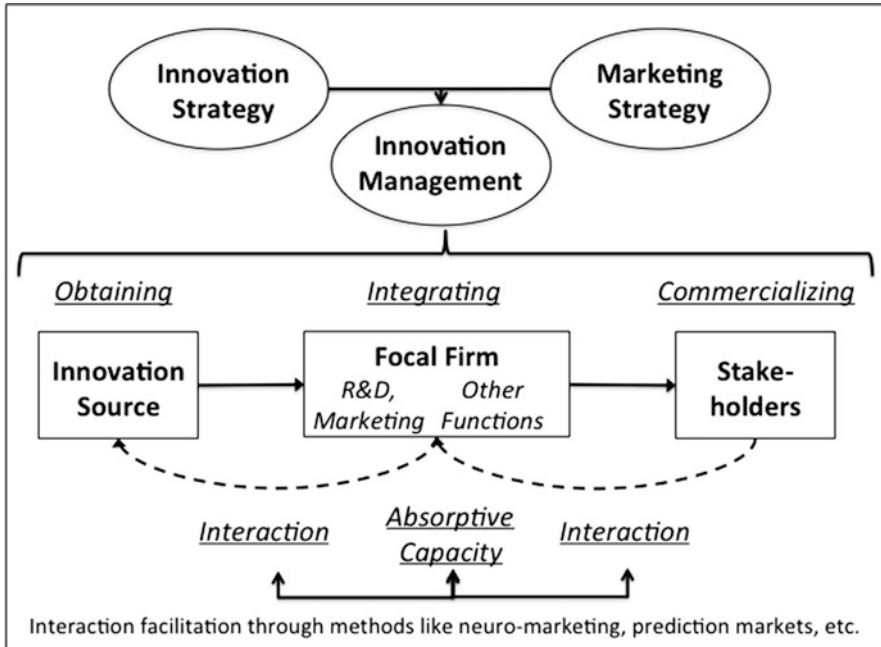 Innovation
Strategy
Marketing
Strategy
Innovation
Management
Obtaining
Integrating
Commercializing
Innovation
Source
Focal Firm
R&D,
Marketing
Other
Functions
Stake-
holders
Interaction
Absorptive
Capacity
Interaction
Interaction facilitation through methods like neuro-marketing, prediction markets, etc.